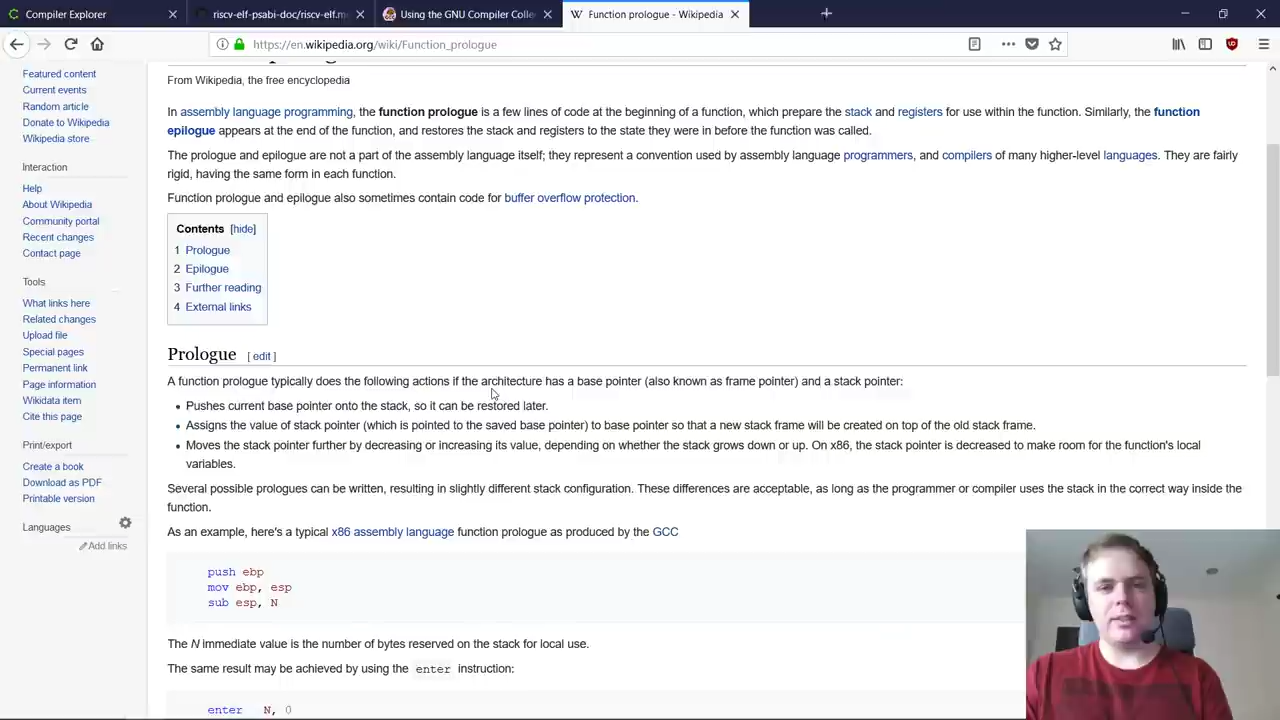 Compiler Explorer
riscv-elf-psabi-doc/riscv-elf.m
Using the GNU Compiler Colle
W Function prologue - Wikipedia
https://en.wikipedia.org/wiki/Function_prologue
Featured content
Current events
Random article
Donate to Wikipedia
Wikipedia store
Interaction
Help
About Wikipedia
Community portal
Recent changes
Contact page
Tools
What links here
Related changes
Upload file
Special pages
Permanent link
Page information
Wikidata item
Cite this page
Print/export
Create a book
Download as PDF
Printable version
Languages
Add links
From Wikipedia, the free encyclopedia
In assembly language programming, the function prologue is a few lines of code at the beginning of a function, which prepare the stack and registers for use within the function. Similarly, the function
epilogue appears at the end of the function, and restores the stack and registers to the state they were in before the function was called.
The prologue and epilogue are not a part of the assembly language itself; they represent a convention used by assembly language programmers, and compilers of many higher-level languages. They are fairly
rigid, having the same form in each function.
Function prologue and epilogue also sometimes contain code for buffer overflow protection.
Contents [hide]
1 Prologue
2 Epilogue
3 Further reading
4 External links
Prologue [ edit ]
A function prologue typically does the following actions if the architecture has a base pointer (also known as frame pointer) and a stack pointer:
• Pushes current base pointer onto the stack, so it can be restored later.
• Assigns the value of stack pointer (which is pointed to the saved base pointer) to base pointer so that a new stack frame will be created on top of the old stack frame.
• Moves the stack pointer further by decreasing or increasing its value, depending on whether the stack grows down or up. On x86, the stack pointer is decreased to make room for the function's local
variables.
Several possible prologues can be written, resulting in slightly different stack configuration. These differences are acceptable, as long as the programmer or compiler uses the stack in the correct way inside the
function.
As an example, here's a typical x86 assembly language function prologue as produced by the GCC
push ebp
mov ebp, esp
sub esp, N
The N immediate value is the number of bytes reserved on the stack for local use.
The same result may be achieved by using the enter instruction:
enter N, 0